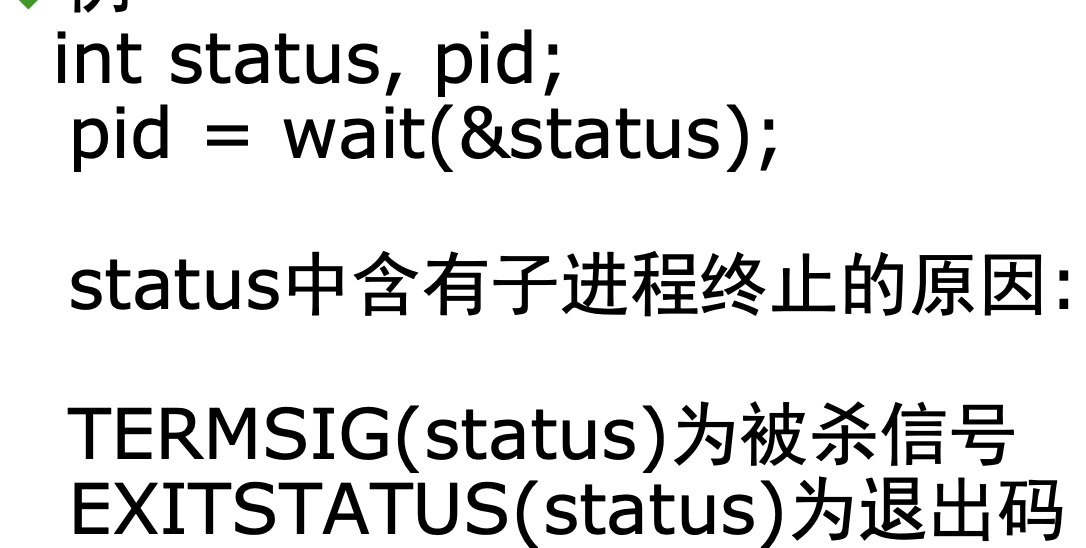 int status, pid;
pid = wait(&status);
status中含有子进程终止的原因:
TERMSIG(status)为被杀信号
EXITSTATUS(status)为退出码